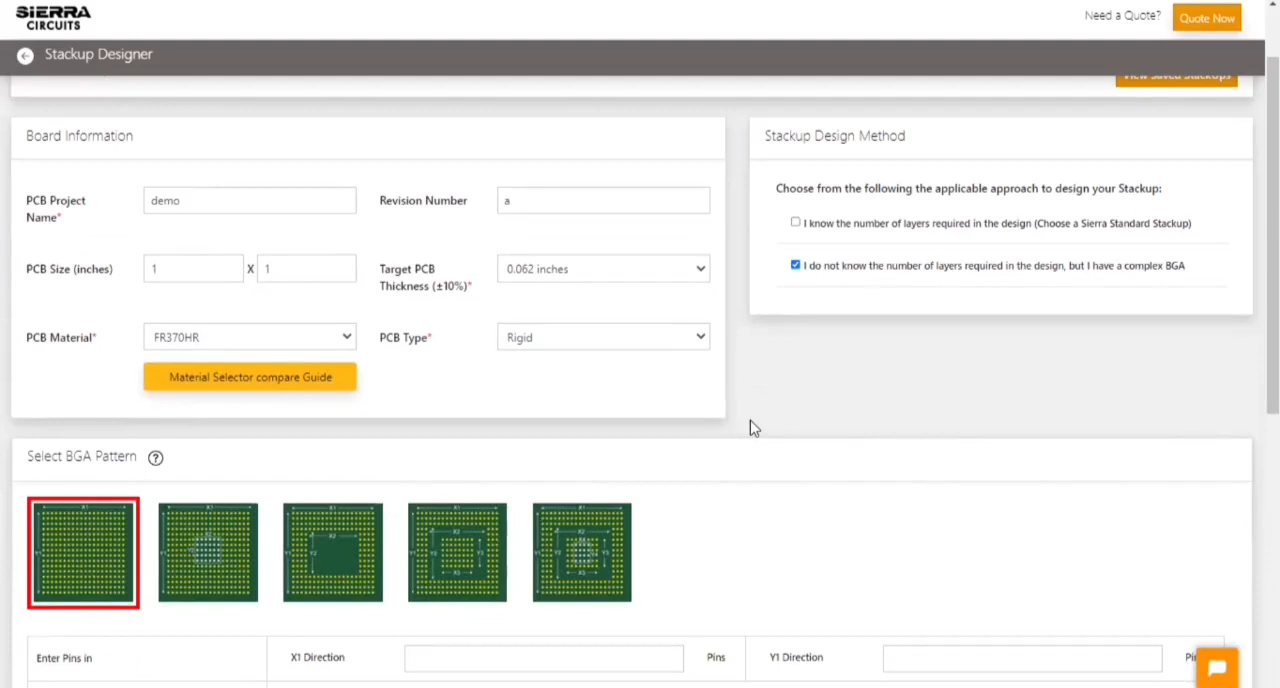 SIERRA
CIRCUITS
Need a Quote?
Quote Now
Stackup Designer
View Saved Stackups
Board Information
Stackup Design Method
PCB Project
Name*
demo
Revision Number
a
Choose from the following the applicable approach to design your Stackup:
I know the number of layers required in the design (Choose a Sierra Standard Stackup)
PCB Size (inches)
1
X
1
Target PCB
Thickness (±10%)*
0.062 inches
I do not know the number of layers required in the design, but I have a complex BGA
PCB Material*
FR370HR
PCB Type*
Rigid
Material Selector compare Guide
Select BGA Pattern
?
Enter Pins in
X1 Direction
Pins
Y1 Direction